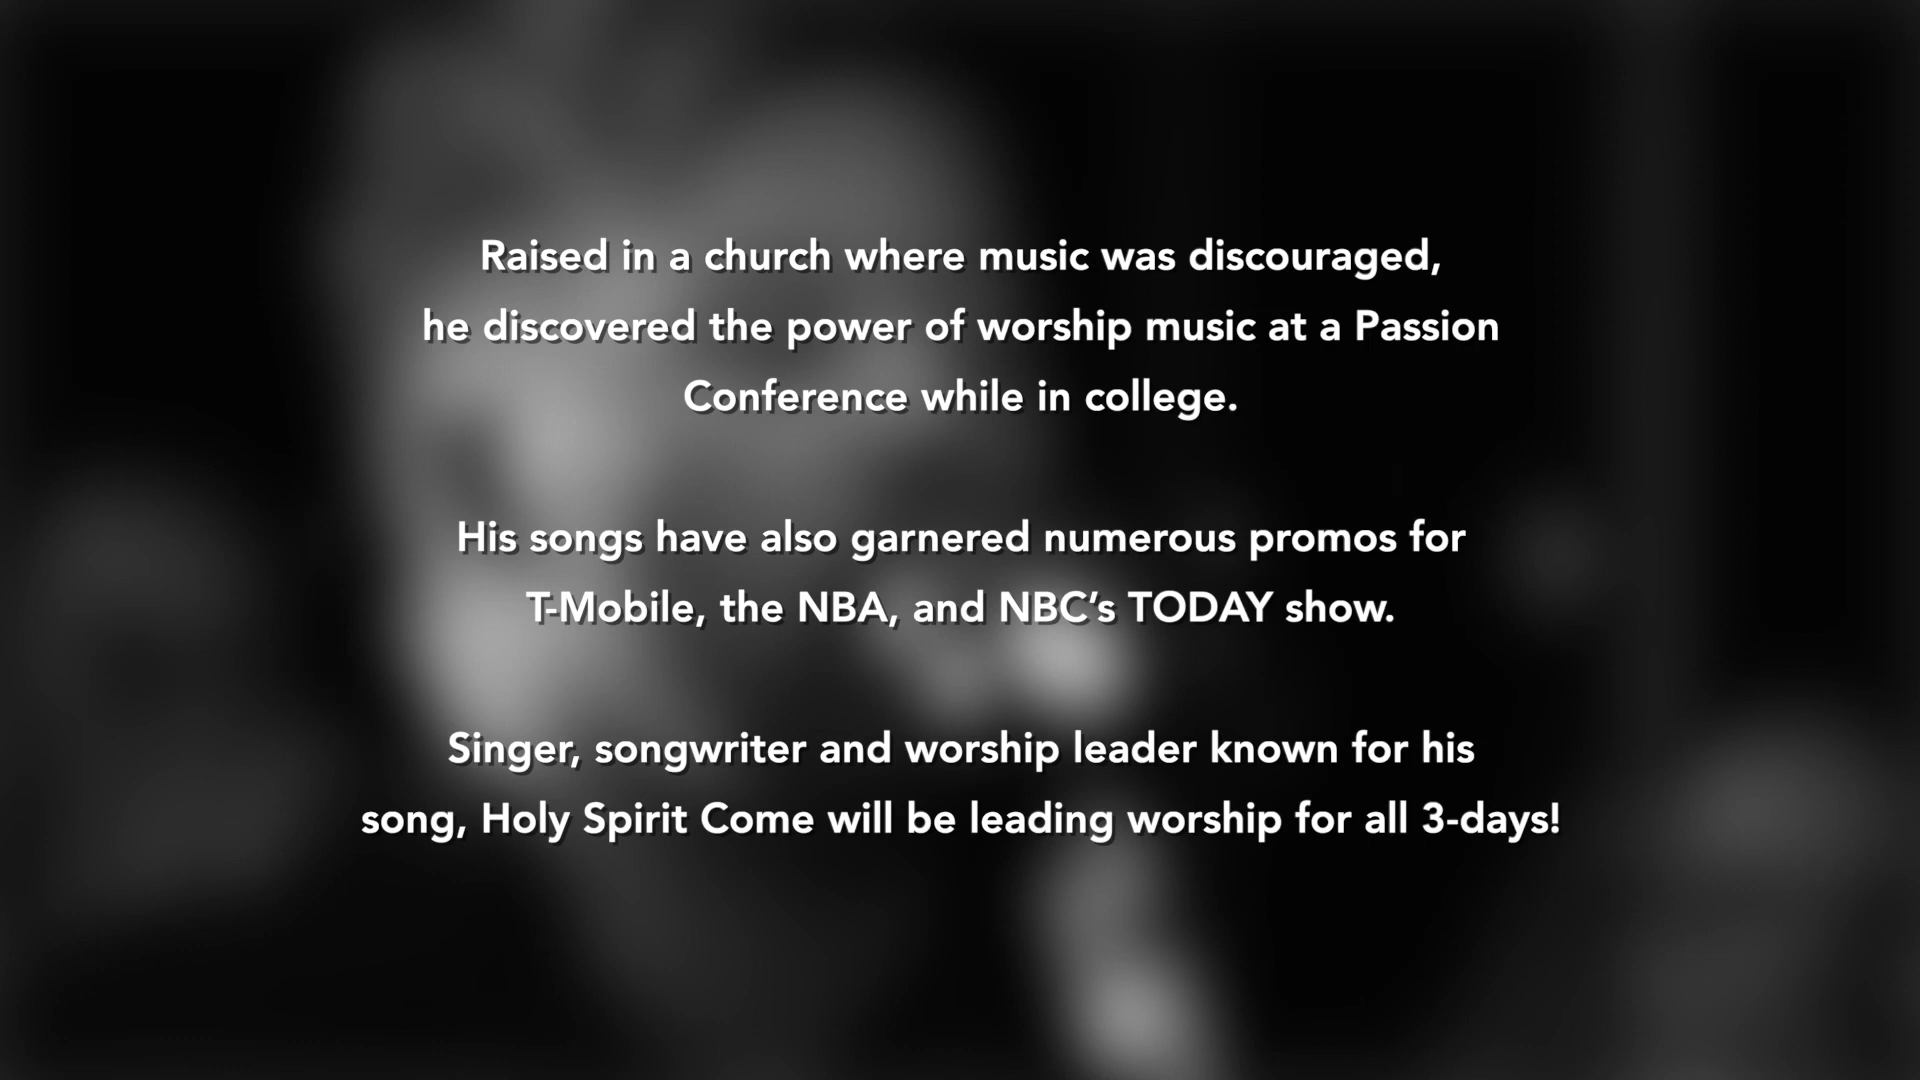 Raised in a church where music was discouraged,
he discovered the power of worship music at a Passion
Conference while in college.
His songs have also garnered numerous promos for
T-Mobile, the NBA, and NBC’s TODAY show.
Singer, songwriter and worship leader known for his
song, Holy Spirit Come will be leading worship for all 3-days!